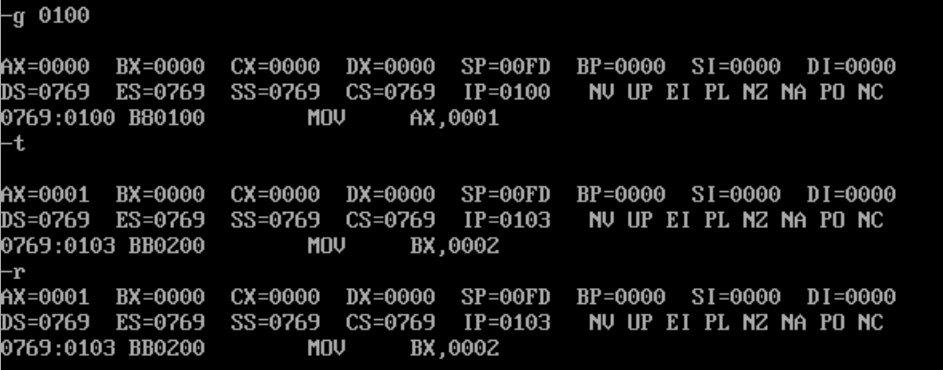 -g 0100
AX=0000  BX=0000  CX=0000  DX=0000  SP=00FD  BP=0000  SI=0000  DI=0000
DS=0769  ES=0769  SS=0769  CS=0769  IP=0100   NV UP EI PL NZ NA PO NC
0769:0100 B80100        MOV     AX,0001
-t
AX=0001  BX=0000  CX=0000  DX=0000  SP=00FD  BP=0000  SI=0000  DI=0000
DS=0769  ES=0769  SS=0769  CS=0769  IP=0103   NV UP EI PL NZ NA PO NC
0769:0103 BB0200        MOV     BX,0002
-r
AX=0001  BX=0000  CX=0000  DX=0000  SP=00FD  BP=0000  SI=0000  DI=0000
DS=0769  ES=0769  SS=0769  CS=0769  IP=0103   NV UP EI PL NZ NA PO NC
0769:0103 BB0200        MOV     BX,0002